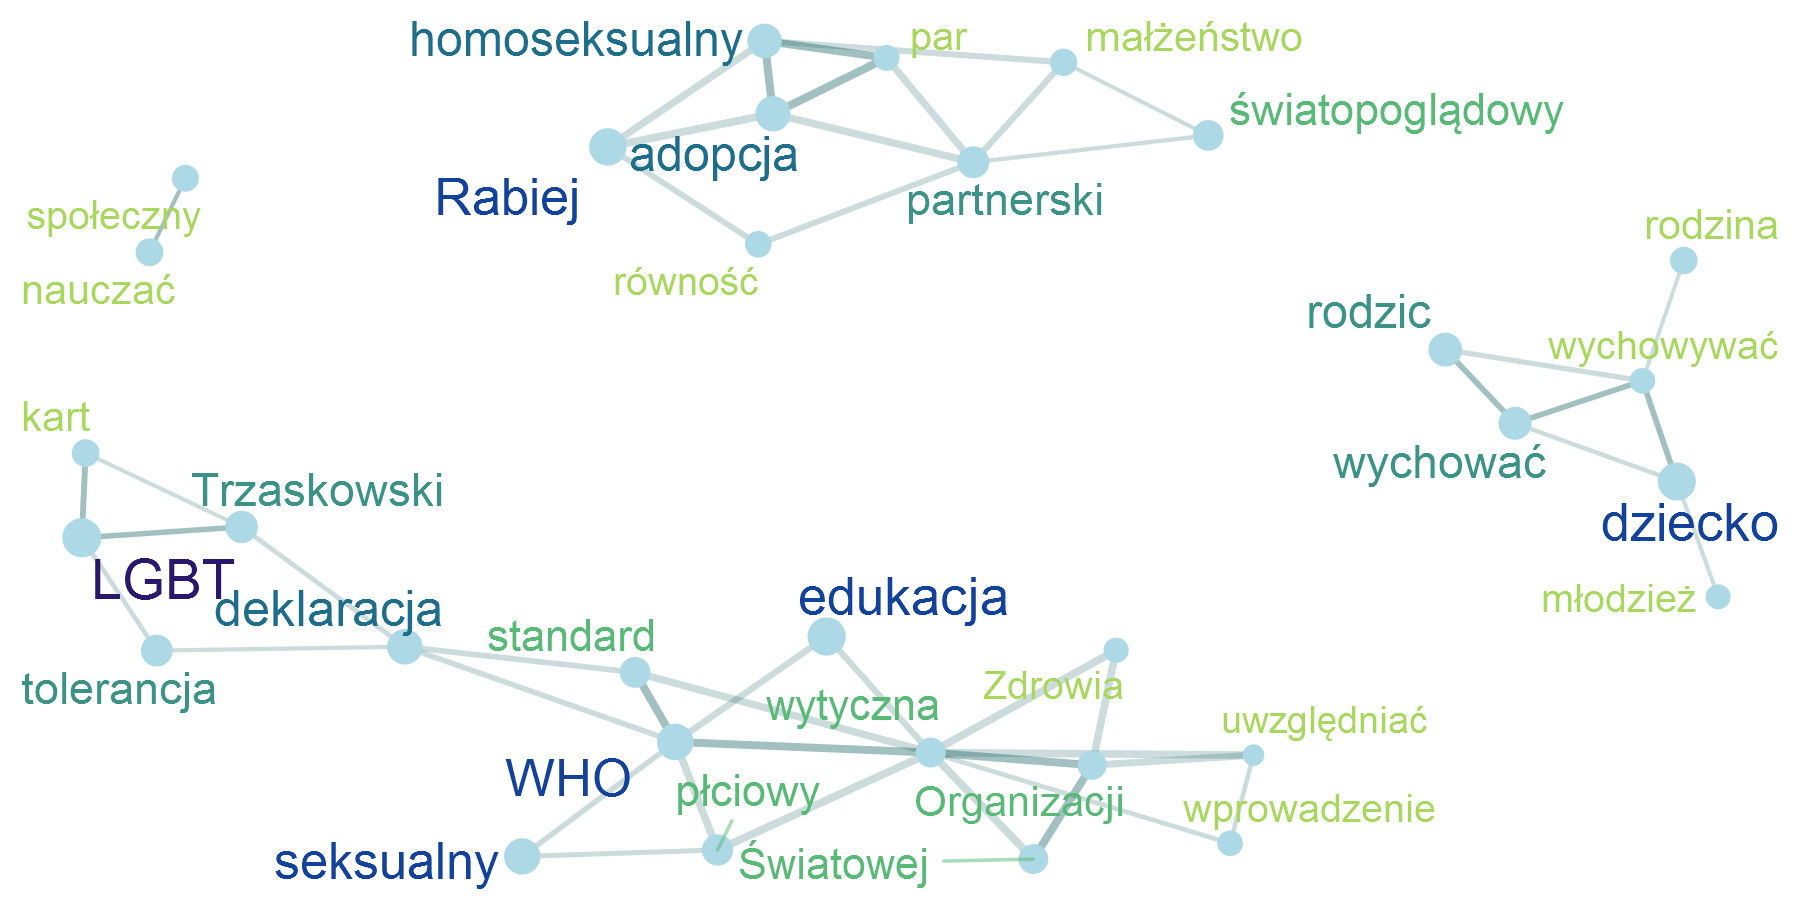 homoseksualny
par
małżeństwo
światopoglądowy
adopcja
Rabiej
partnerski
społeczny
równość
nauczać
rodzina
rodzic
wychowywać
kart
wychować
Trzaskowski
dziecko
LGBT
deklaracja
edukacja
młodzież
standard
tolerancja
Zdrowia
wytyczna
uwzględniać
WHO
płciowy
Organizacji
wprowadzenie
seksualny
Światowej